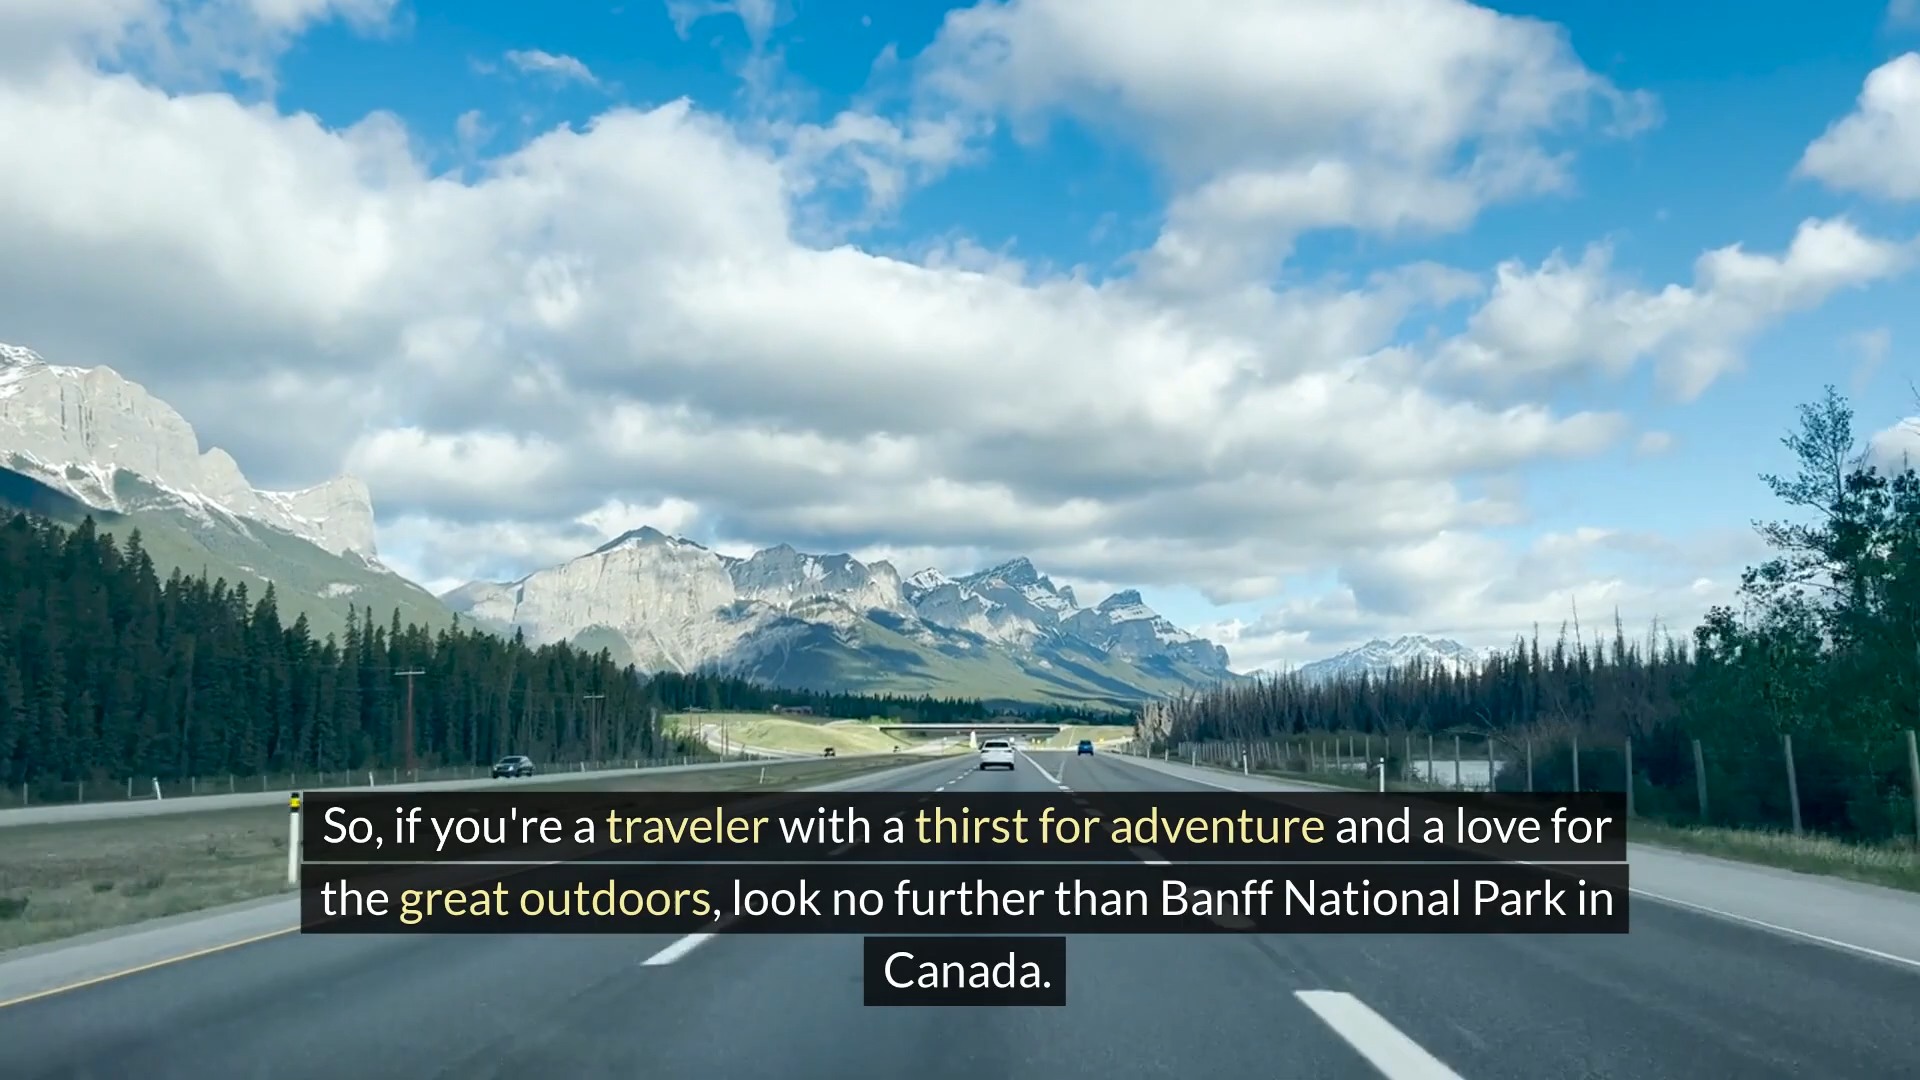 So, if you're a traveler with a thirst for adventure and a love for
the great outdoors, look no further than Banff National Park in
Canada.